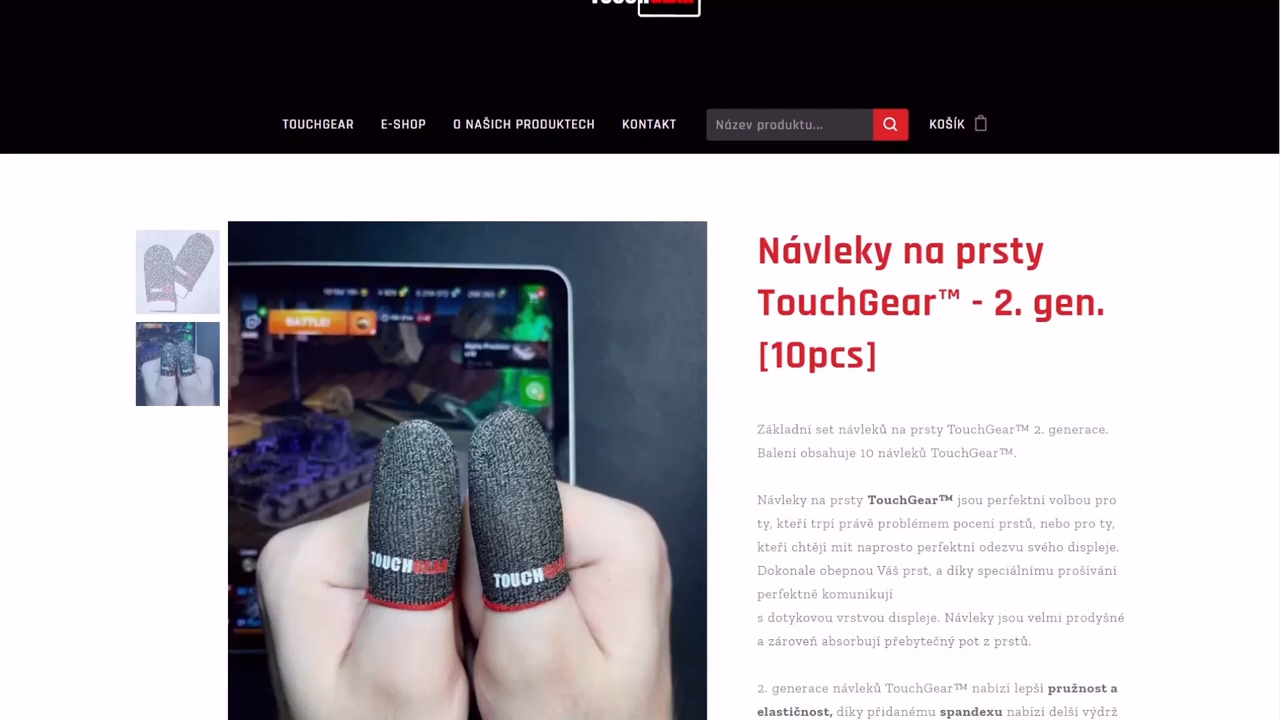 TOUCHGEAR E-SHOP O NAŠICH PRODUKTECH KONTAKT Název produktu... KOŠÍK
Návleky na prsty
TouchGear™ - 2. gen.
[10pcs]
Základní set návleků na prsty TouchGear™ 2. generace.
Balení obsahuje 10 návleků TouchGear™.
Návleky na prsty TouchGear™ jsou perfektní volbou pro
ty, kteří trpí právě problémem pocení prstů, nebo pro ty,
kteří chtějí mít naprosto perfektní odezvu svého displeje.
Dokonale obepnou Váš prst, a díky speciálnímu prošívání
perfektně komunikují
s dotykovou vrstvou displeje. Návleky jsou velmi prodyšné
a zároveň absorbují přebytečný pot z prstů.
2. generace návleků TouchGear™ nabízí lepší pružnost a
elastičnost, díky přidanému spandexu nabízí delší výdrž
BATTLE!
TOUCHGEAR
TOUCH